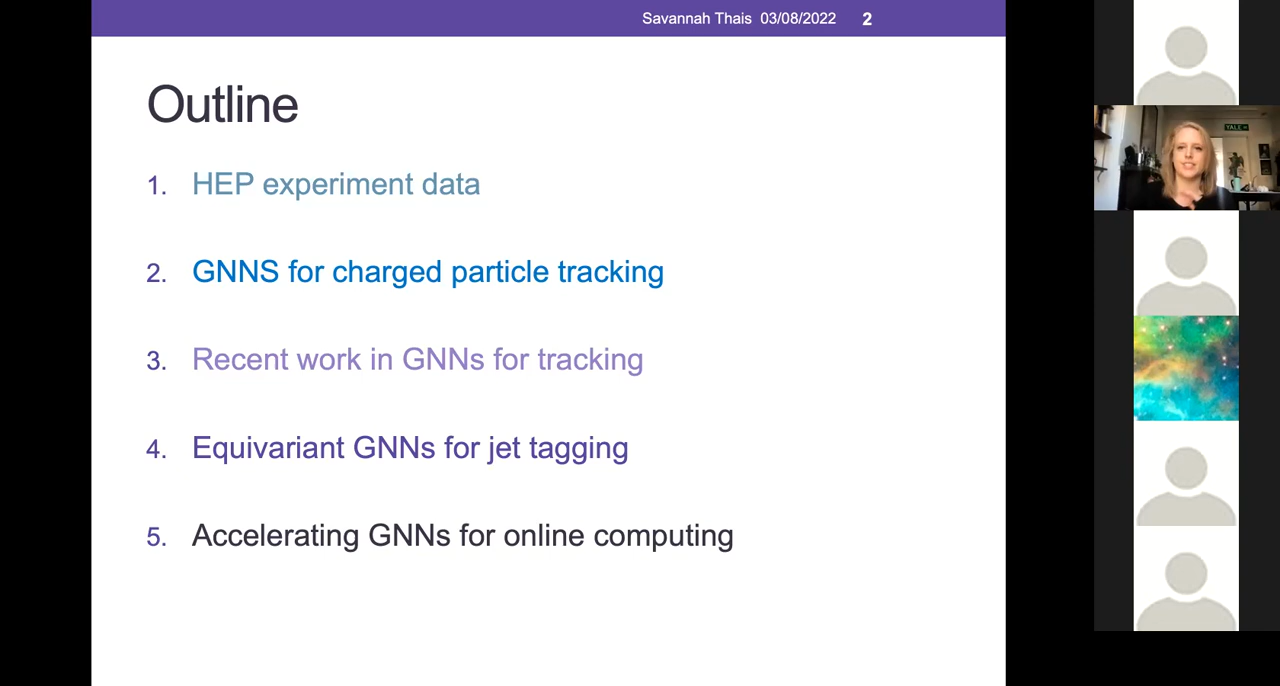 Savannah Thais 03/08/2022 2
Outline
1. HEP experiment data
2. GNNS for charged particle tracking
3. Recent work in GNNs for tracking
4. Equivariant GNNs for jet tagging
5. Accelerating GNNs for online computing
YALE